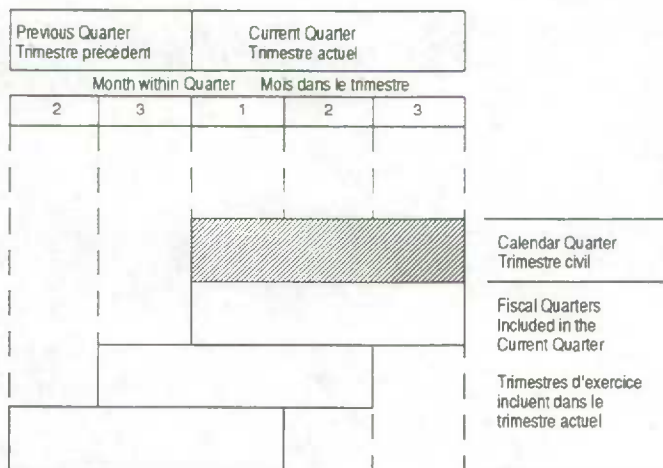 Previous Quarter
Trimestre précédent
Current Quarter
Trimestre actuel
Month within Quarter Mois dans le trimestre
2 3 1 2 3
Calendar Quarter
Trimestre civil
Fiscal Quarters
Included in the
Current Quarter
Trimestres d'exercice
incluent dans le
trimestre actuel